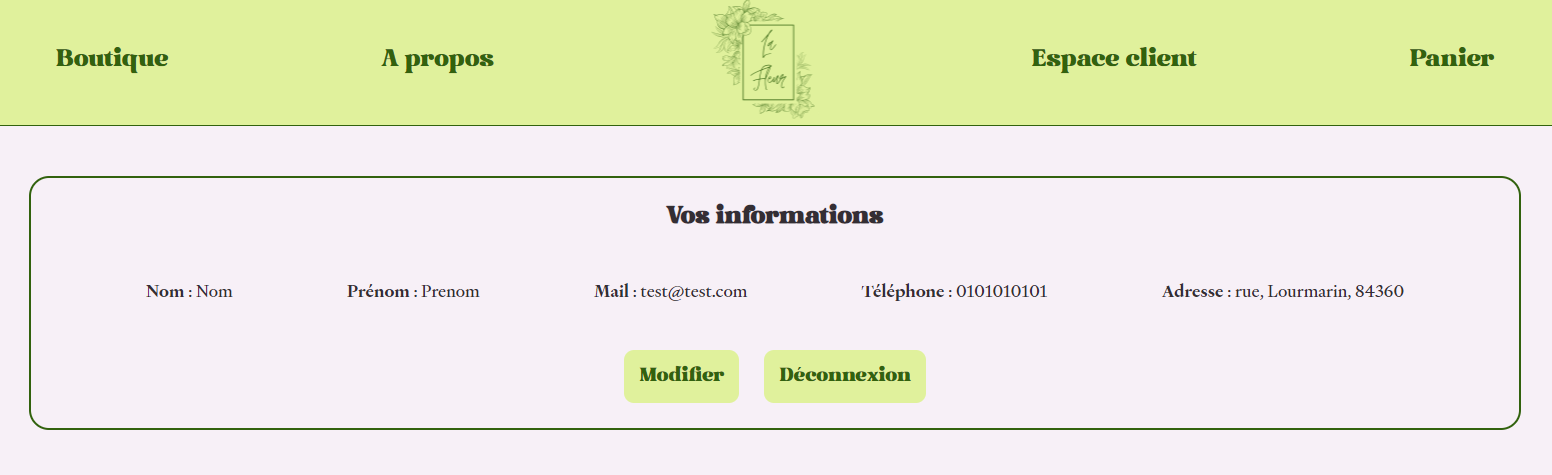 Boutique A propos La Fleur Espace client Panier
Vos informations
Nom : Nom Prénom : Prenom Mail : test@test.com Téléphone : 0101010101 Adresse : rue, Lourmarin, 84360
Modifier Déconnexion